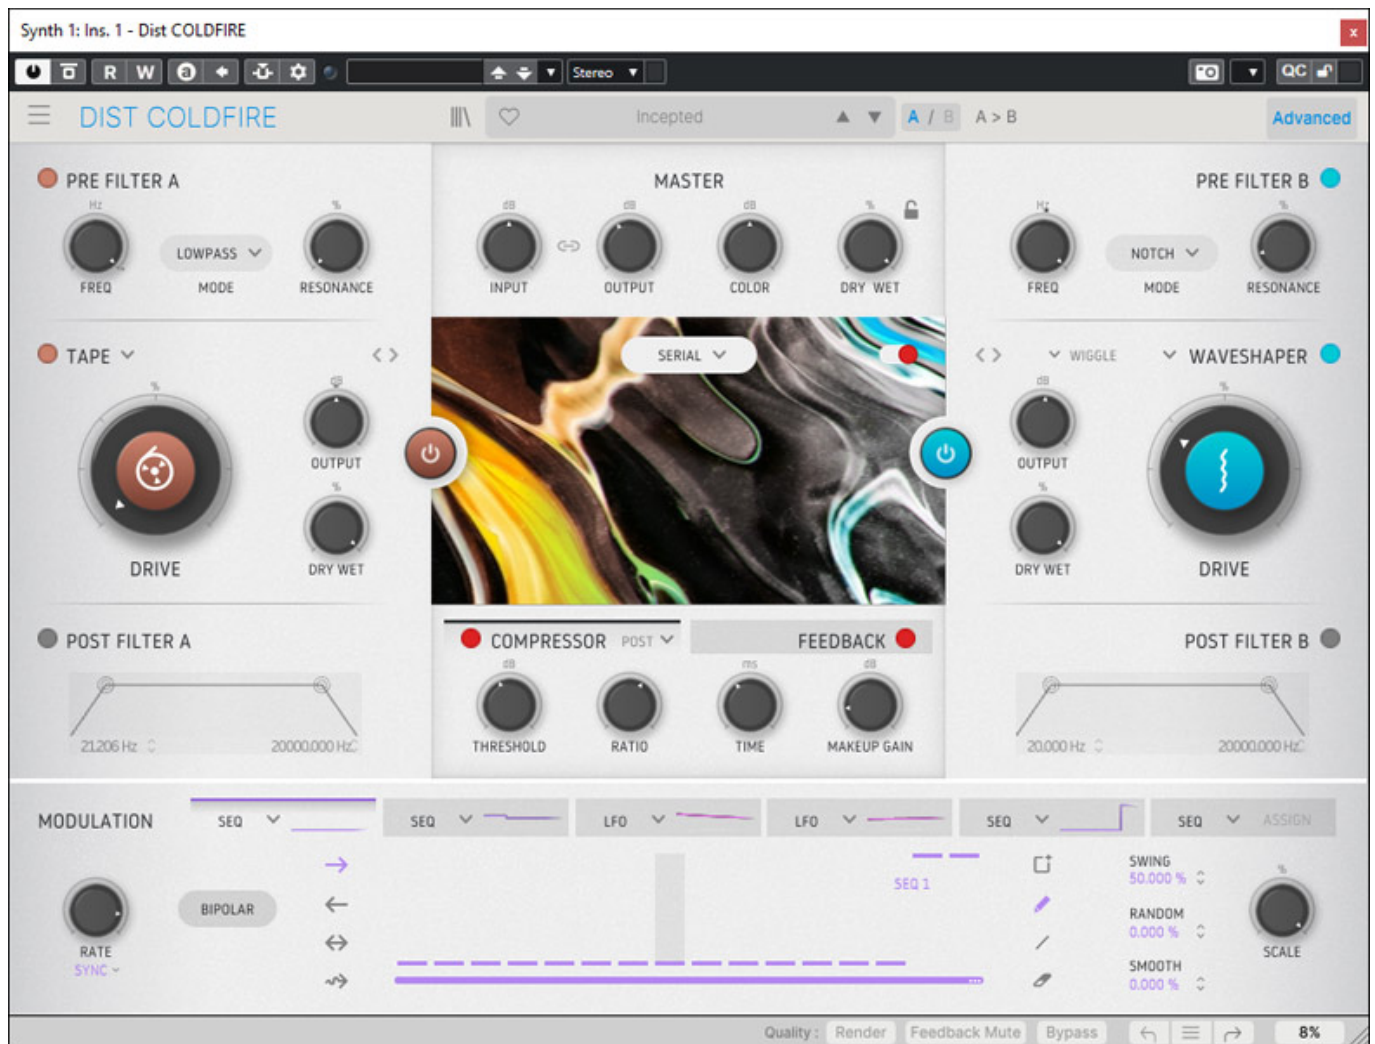 Synth 1: Ins. 1 - Dist COLDFIRE
x
R W a Stereo QC
DIST COLDFIRE Incepted A / B A > B Advanced
PRE FILTER A MASTER PRE FILTER B
Hz % dB dB dB % Hz %
LOWPASS NOTCH
FREQ MODE RESONANCE INPUT OUTPUT COLOR DRY WET FREQ MODE RESONANCE
TAPE SERIAL WIGGLE WAVESHAPER
% dB dB %
OUTPUT OUTPUT
% %
DRIVE DRY WET DRY WET DRIVE
POST FILTER A COMPRESSOR POST FEEDBACK POST FILTER B
dB ms dB
21.206 Hz 20000.000 Hz THRESHOLD RATIO TIME MAKEUP GAIN 20.000 Hz 20000.000 Hz
MODULATION SEQ SEQ LFO LFO SEQ SEQ ASSIGN
SEQ 1
SWING
50.000 %
%
BIPOLAR
RANDOM
0.000 %
RATE SCALE
SYNC
SMOOTH
0.000 %
Quality : Render Feedback Mute Bypass 8%